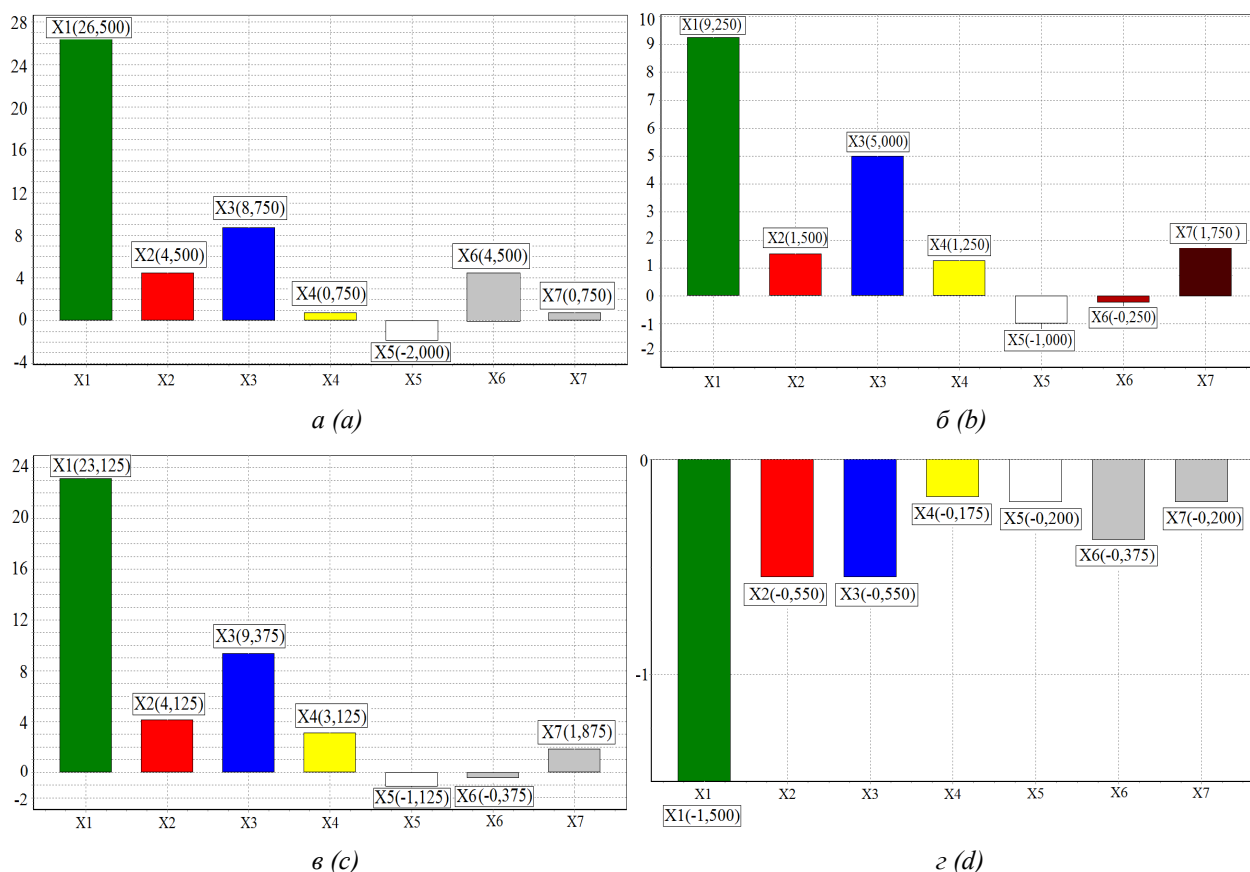 28
24
20
16
12
8
4
0
-4
X1(26,500)
X2(4,500)
X3(8,750)
X4(0,750)
X5(-2,000)
X6(4,500)
X7(0,750)
X1 X2 X3 X4 X5 X6 X7
а (a)
10
9
8
7
6
5
4
3
2
1
0
-1
-2
X1(9,250)
X2(1,500)
X3(5,000)
X4(1,250)
X5(-1,000)
X6(-0,250)
X7(1,750 )
X1 X2 X3 X4 X5 X6 X7
б (b)
24
20
16
12
8
4
0
-2
X1(23,125)
X2(4,125)
X3(9,375)
X4(3,125)
X5(-1,125)
X6(-0,375)
X7(1,875)
X1 X2 X3 X4 X5 X6 X7
в (c)
0
-1
X4(-0,175)
X5(-0,200)
X7(-0,200)
X6(-0,375)
X2(-0,550)
X3(-0,550)
X1 X2 X3 X4 X5 X6 X7
X1(-1,500)
г (d)